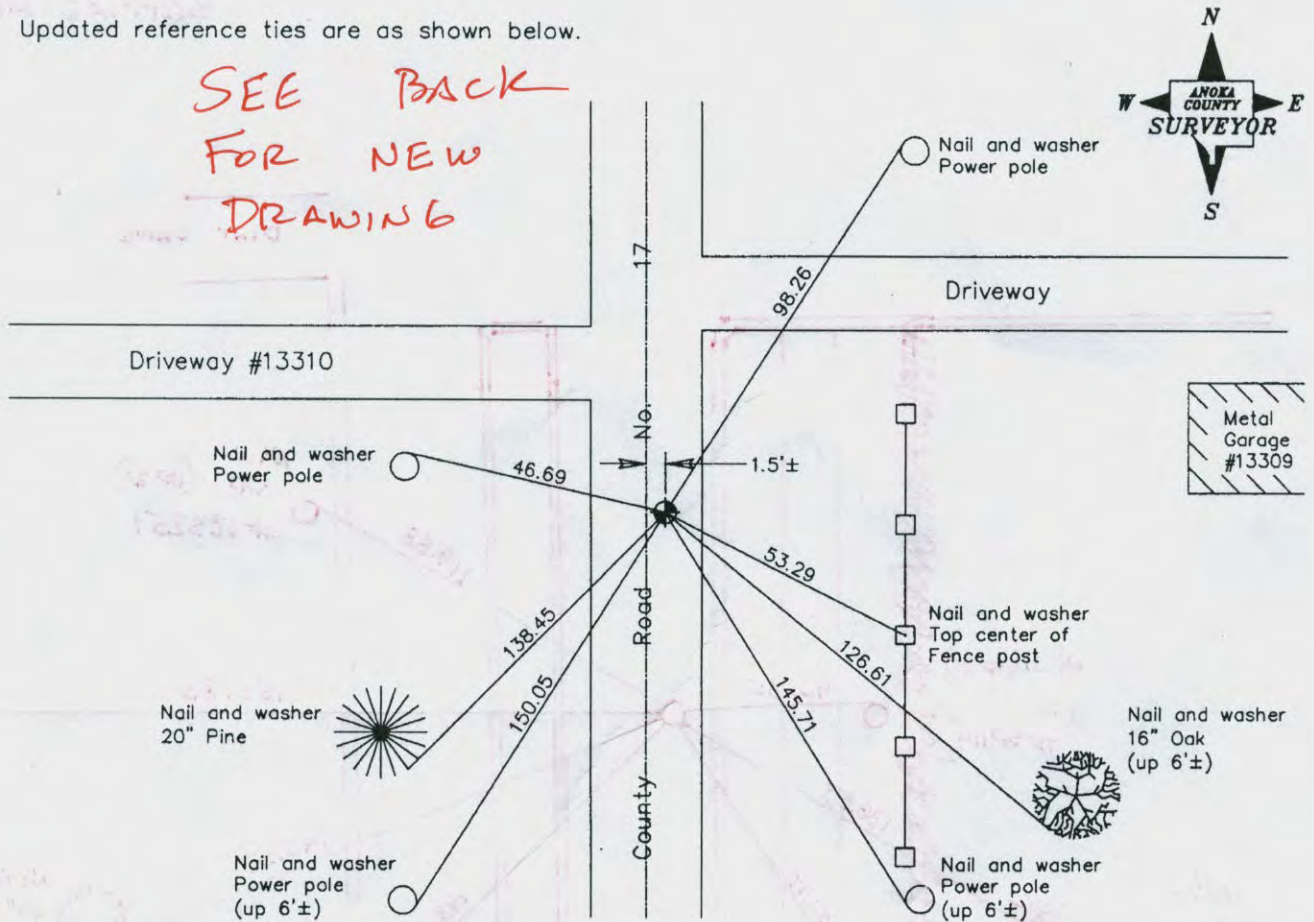 Updated reference ties are as shown below.
SEE BACK
FOR NEW
DRAWING
N
W
ANOKA
COUNTY
E
SURVEYOR
S
Nail and washer
Power pole
98.26
Driveway
Driveway #13310
County Road No. 17
Metal
Garage
#13309
Nail and washer
Power pole
46.69
1.5'±
53.29
Nail and washer
Top center of
Fence post
138.45
150.05
126.61
145.71
Nail and washer
20" Pine
Nail and washer
16" Oak
(up 6'±)
Nail and washer
Power pole
(up 6'±)
Nail and washer
Power pole
(up 6'±)